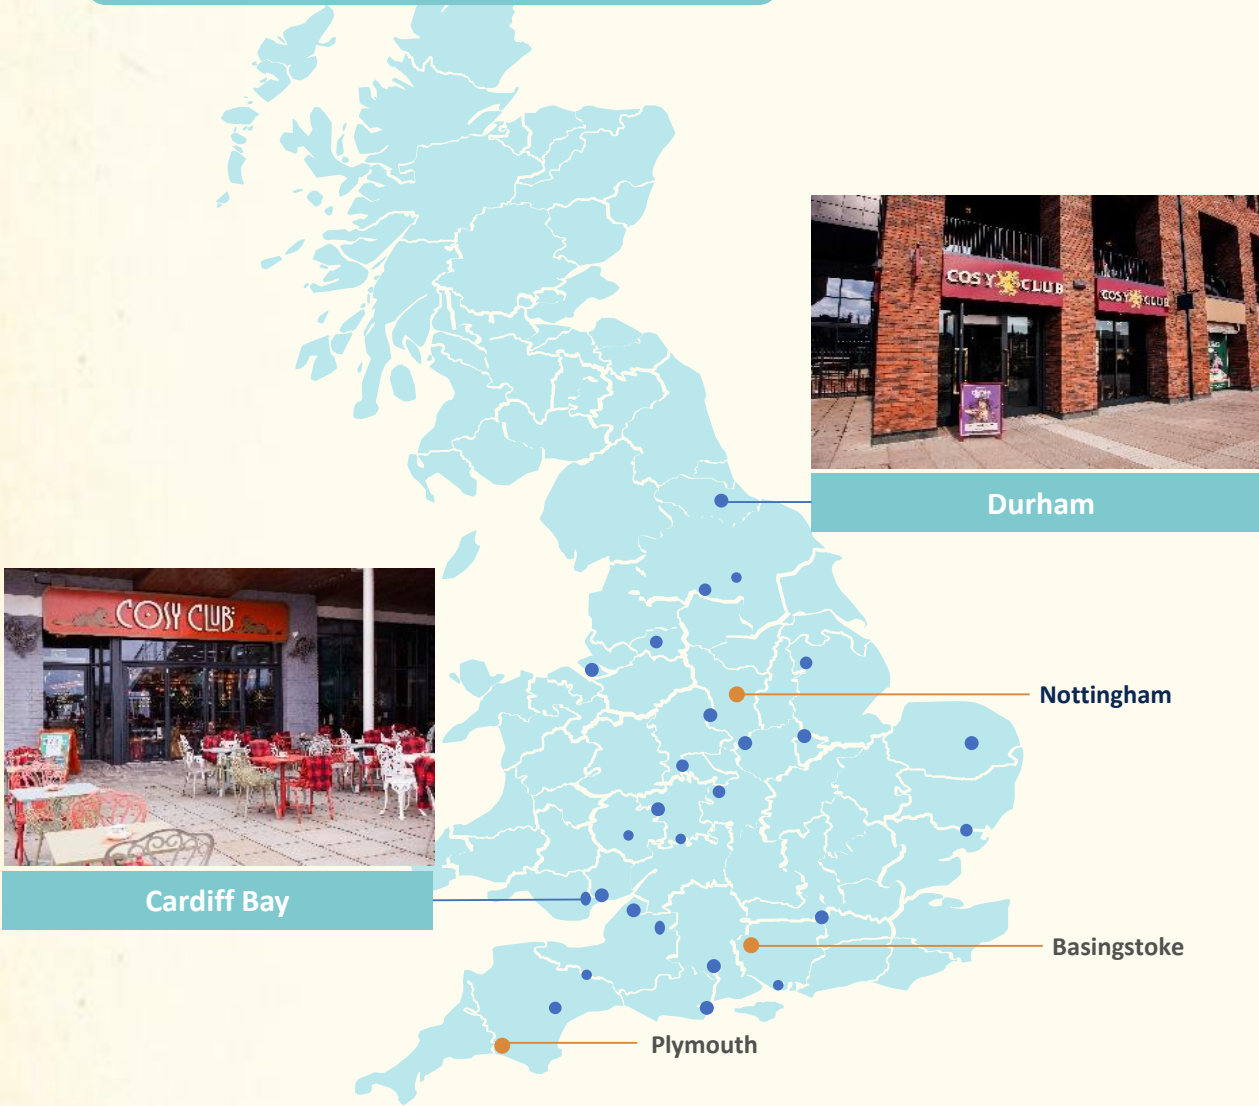 COSY CLUB
COSY CLUB
Durham
COSY CLUB
Nottingham
Cardiff Bay
Basingstoke
Plymouth